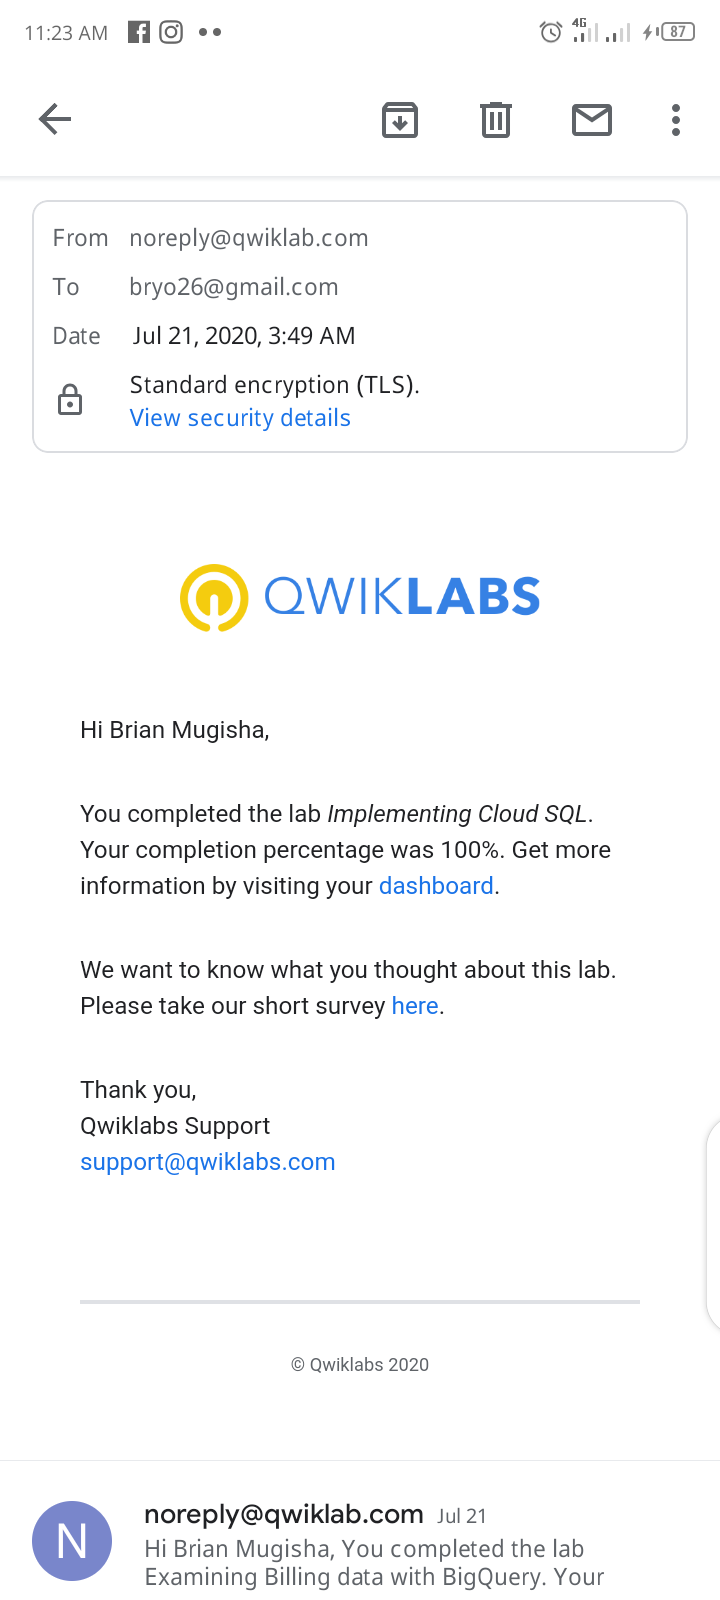 11:23 AM 4G 87
From noreply@qwiklab.com
To bryo26@gmail.com
Date Jul 21, 2020, 3:49 AM
Standard encryption (TLS).
View security details
QWIKLABS
Hi Brian Mugisha,
You completed the lab Implementing Cloud SQL.
Your completion percentage was 100%. Get more
information by visiting your dashboard.
We want to know what you thought about this lab.
Please take our short survey here.
Thank you,
Qwiklabs Support
support@qwiklabs.com
© Qwiklabs 2020
N
noreply@qwiklab.com Jul 21
Hi Brian Mugisha, You completed the lab
Examining Billing data with BigQuery. Your